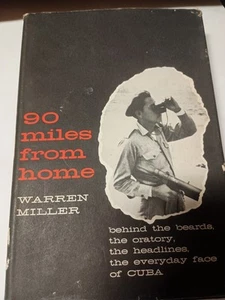 90
miles
from
home
WARREN
MILLER
behind the beards,
the oratory,
the headlines,
the everyday face
of CUBA